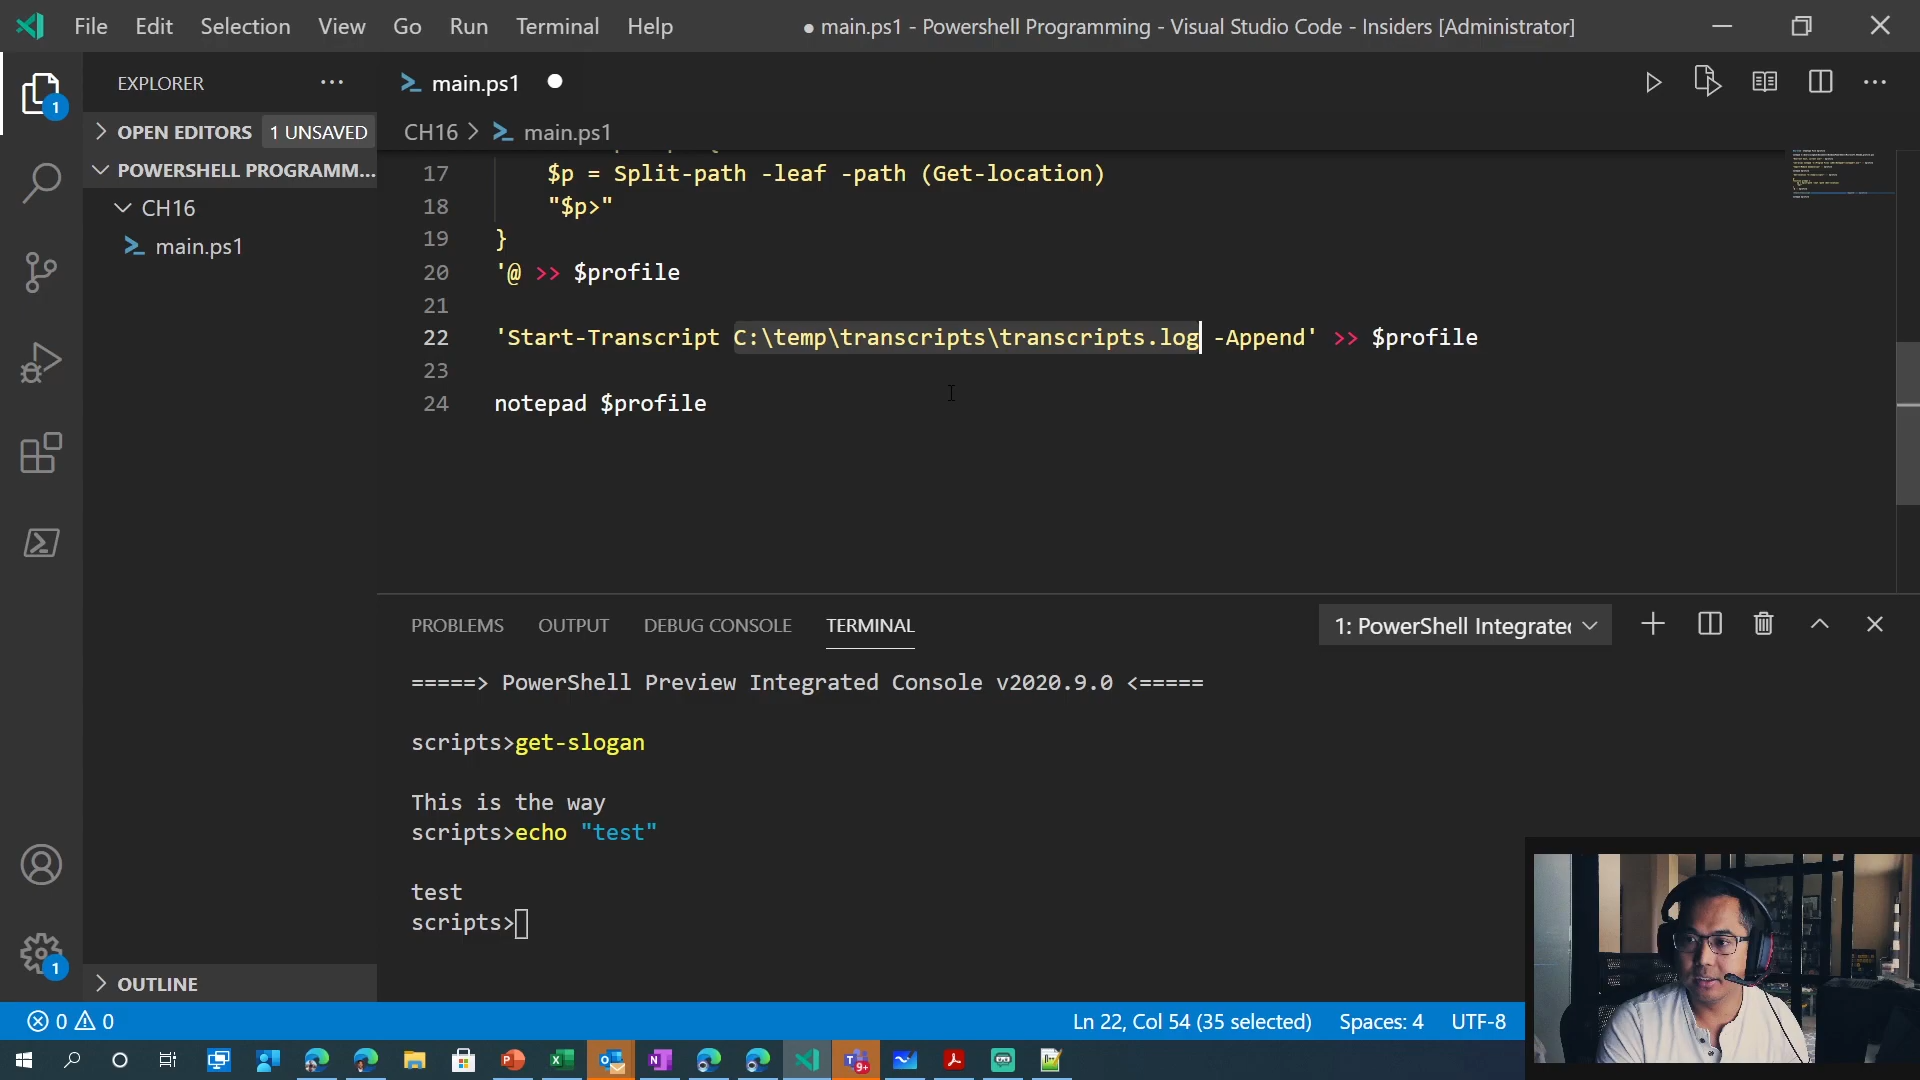 File Edit Selection View Go Run Terminal Help
● main.ps1 - Powershell Programming - Visual Studio Code - Insiders [Administrator]
EXPLORER ···
main.ps1 ●
1
OPEN EDITORS 1 UNSAVED
CH16 > main.ps1
POWERSHELL PROGRAMM...
CH16
main.ps1
17 $p = Split-path -leaf -path (Get-location)
18 "$p>"
19 }
20 '@ >> $profile
21
22 'Start-Transcript C:\temp\transcripts\transcripts.log -Append' >> $profile
23
24 notepad $profile
PROBLEMS OUTPUT DEBUG CONSOLE TERMINAL
1: PowerShell Integrate
=====> PowerShell Preview Integrated Console v2020.9.0 <=====
scripts>get-slogan
This is the way
scripts>echo "test"
test
scripts>
1
OUTLINE
0 0
Ln 22, Col 54 (35 selected) Spaces: 4 UTF-8
9+